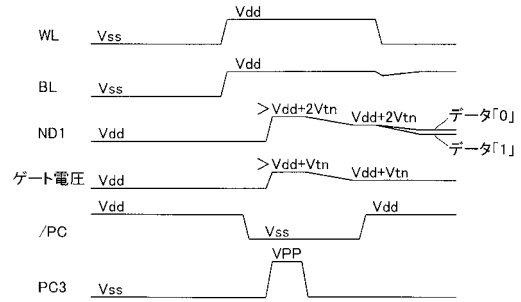 Vdd
WL Vss
Vdd
BL Vss
>Vdd+2Vtn Vdd+2Vtn データ「0」
ND1 Vdd
データ「1」
>Vdd+Vtn Vdd+Vtn
ゲート電圧 Vdd
Vdd Vdd
/PC Vss
VPP
PC3 Vss